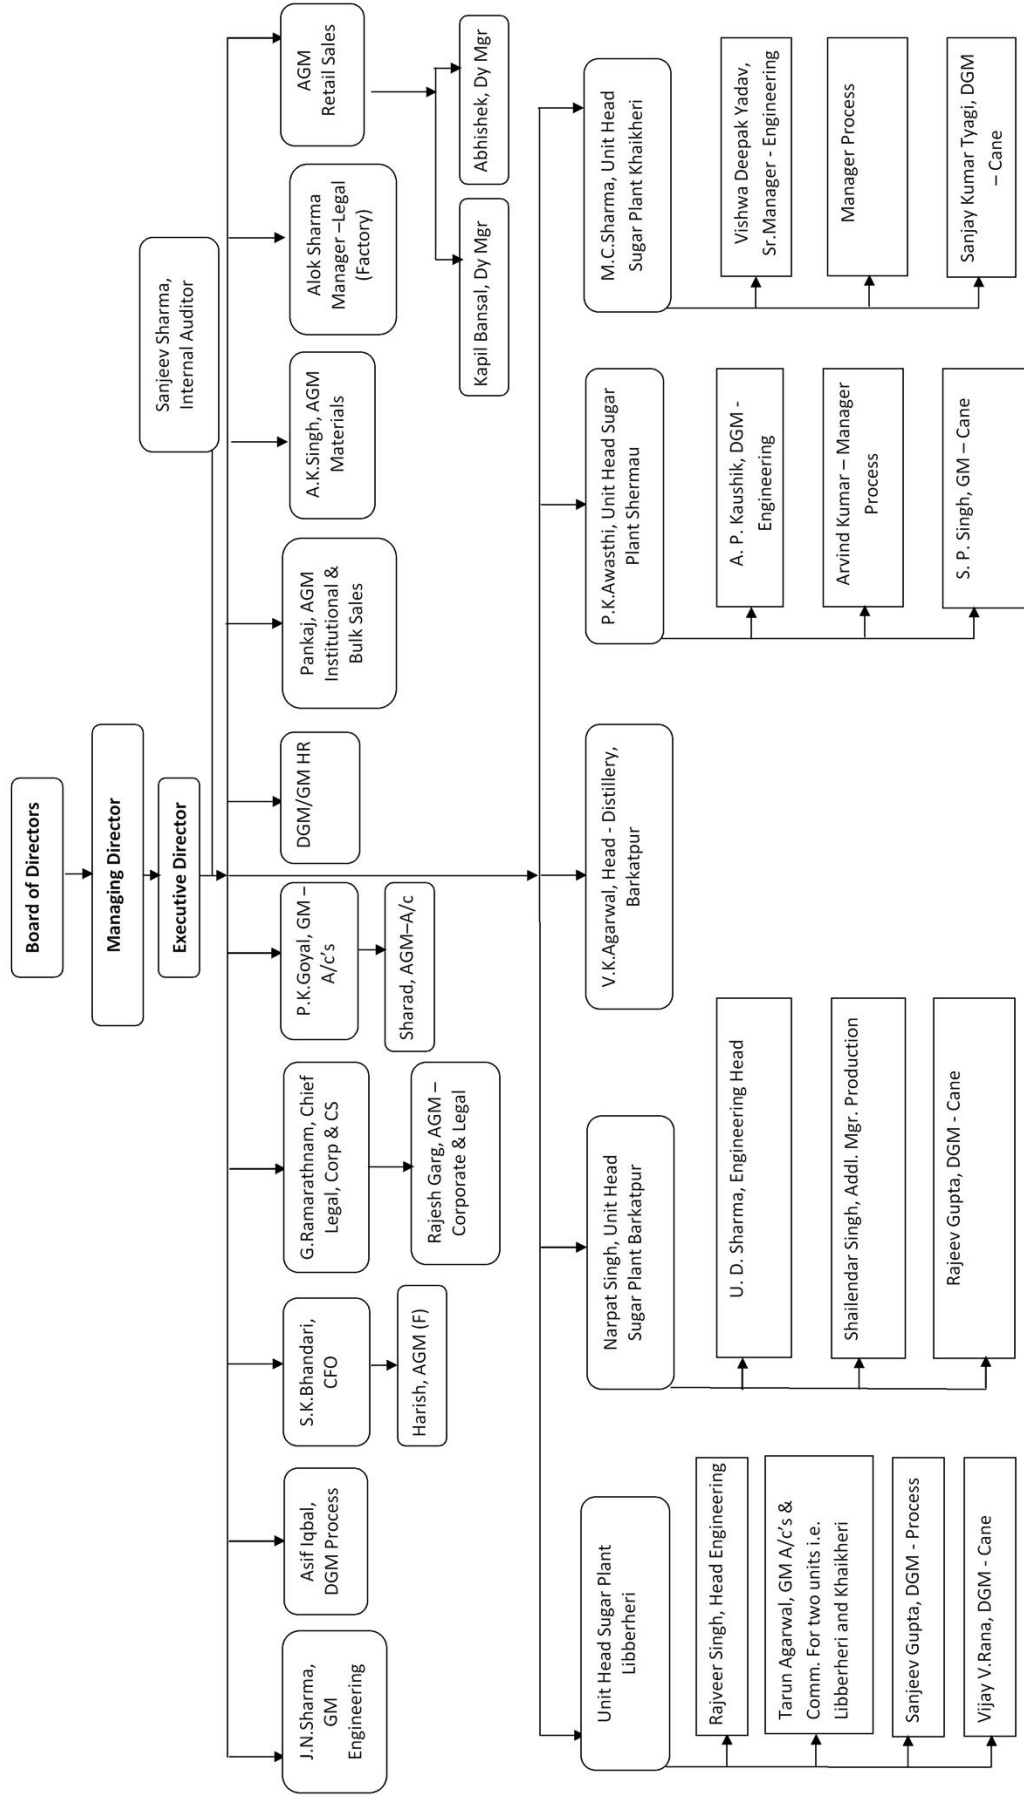 Board of Directors
Managing Director
Executive Director
Sanjeev Sharma,
Internal Auditor
J.N.Sharma,
GM
Engineering
Asif Iqbal,
DGM Process
S.K.Bhandari,
CFO
Harish, AGM (F)
G.Ramarathnam, Chief
Legal, Corp & CS
Rajesh Garg, AGM –
Corporate & Legal
P.K.Goyal, GM –
A/c's
Sharad, AGM–A/c
DGM/GM HR
Pankaj, AGM
Institutional &
Bulk Sales
A.K.Singh, AGM
Materials
Alok Sharma
Manager –Legal
(Factory)
AGM
Retail Sales
Kapil Bansal, Dy Mgr
Abhishek, Dy Mgr
Unit Head Sugar Plant
Libberheri
Rajveer Singh, Head Engineering
Tarun Agarwal, GM A/c's &
Comm. For two units i.e.
Libberheri and Khaikheri
Sanjeev Gupta, DGM - Process
Vijay V.Rana, DGM - Cane
Narpat Singh, Unit Head
Sugar Plant Barkatpur
U. D. Sharma, Engineering Head
Shailendar Singh, Addl. Mgr. Production
Rajeev Gupta, DGM - Cane
V.K.Agarwal, Head - Distillery,
Barkatpur
P.K.Awasthi, Unit Head Sugar
Plant Shermau
A. P. Kaushik, DGM -
Engineering
Arvind Kumar – Manager
Process
S. P. Singh, GM – Cane
M.C.Sharma, Unit Head
Sugar Plant Khaikheri
Vishwa Deepak Yadav,
Sr.Manager - Engineering
Manager Process
Sanjay Kumar Tyagi, DGM
– Cane